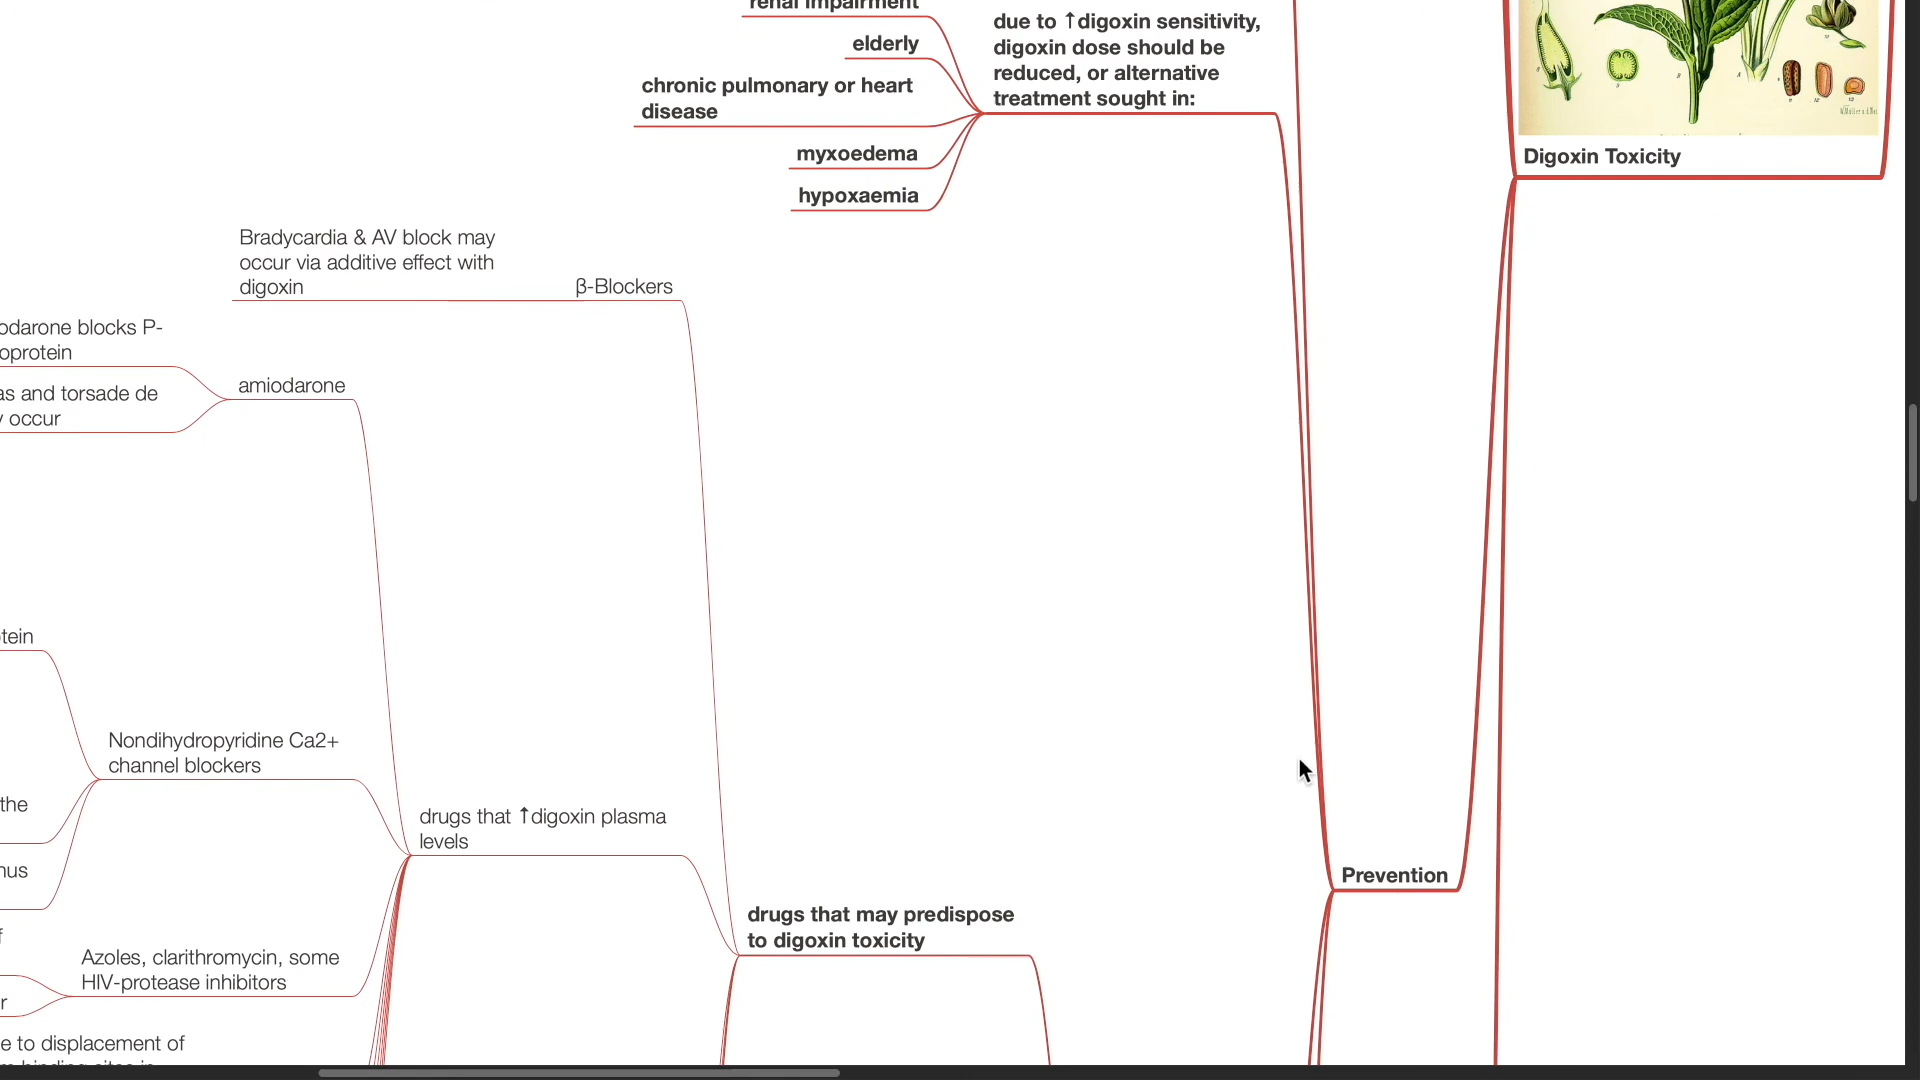 renal impairment
elderly
chronic pulmonary or heart
disease
myxoedema
hypoxaemia
due to ↑digoxin sensitivity,
digoxin dose should be
reduced, or alternative
treatment sought in:
Digoxin Toxicity
Bradycardia & AV block may
occur via additive effect with
digoxin
β-Blockers
odarone blocks P-
oprotein
as and torsade de
occur
amiodarone
tein
Nondihydropyridine Ca2+
channel blockers
the
nus
drugs that ↑digoxin plasma
levels
Prevention
drugs that may predispose
to digoxin toxicity
f
Azoles, clarithromycin, some
HIV-protease inhibitors
r
e to displacement of